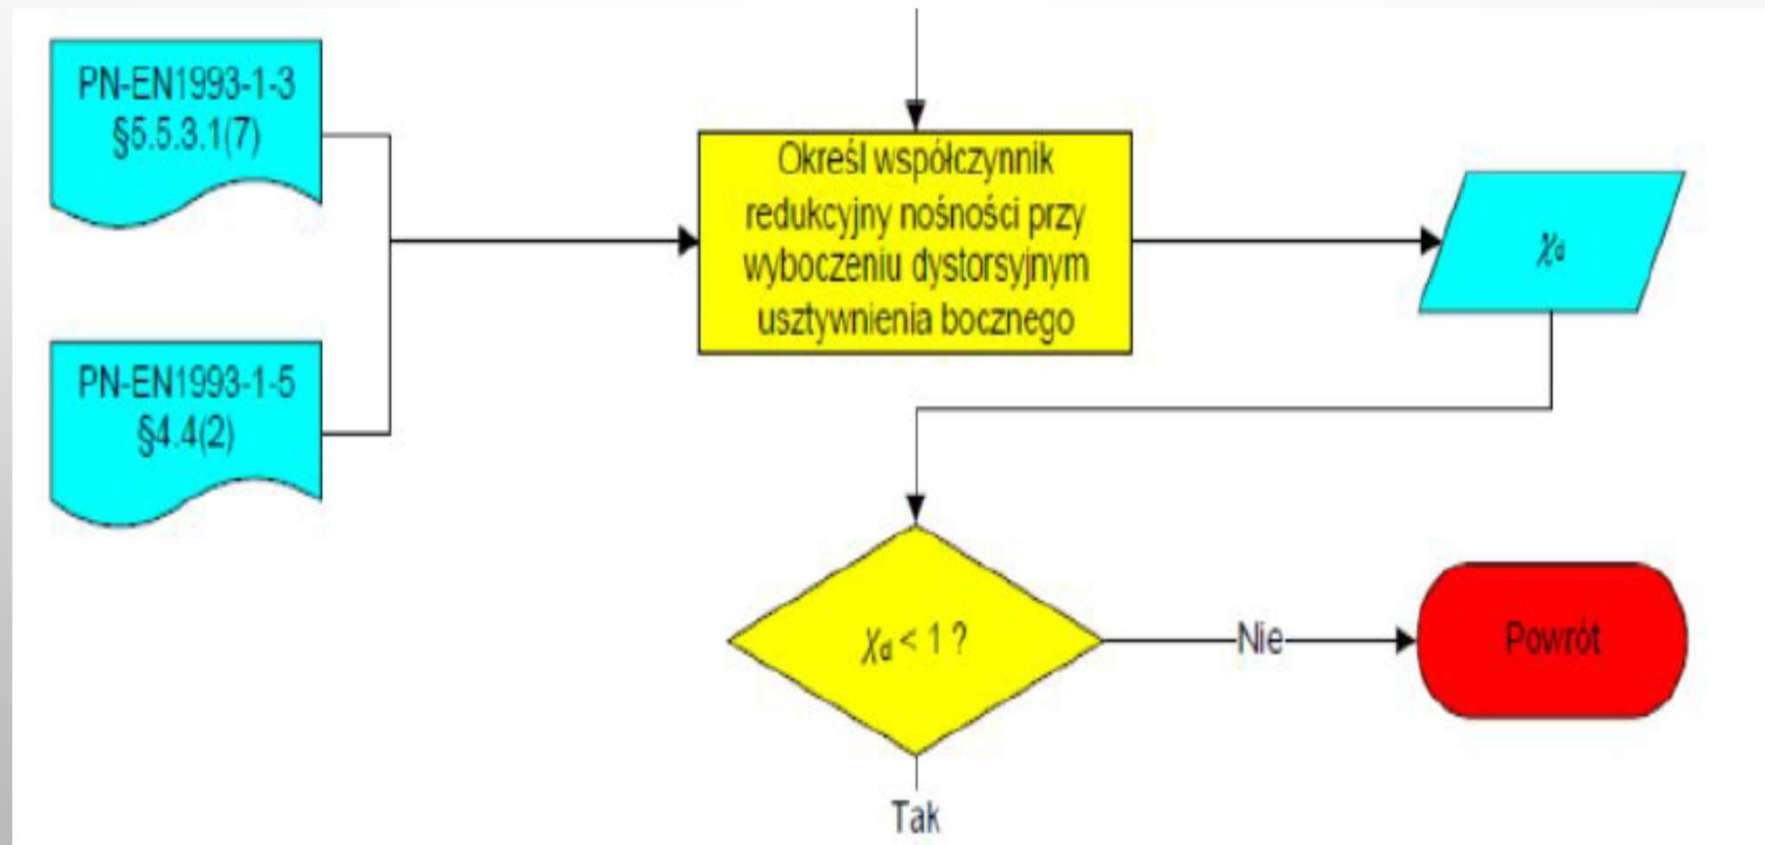 PN-EN1993-1-3
§5.5.3.1(7)
Określ współczynnik
redukcyjny nośności przy
wyboczeniu dystorsyjnym
usztywnienia bocznego
χd
PN-EN1993-1-5
§4.4(2)
χd < 1 ?
Nie
Powrót
Tak